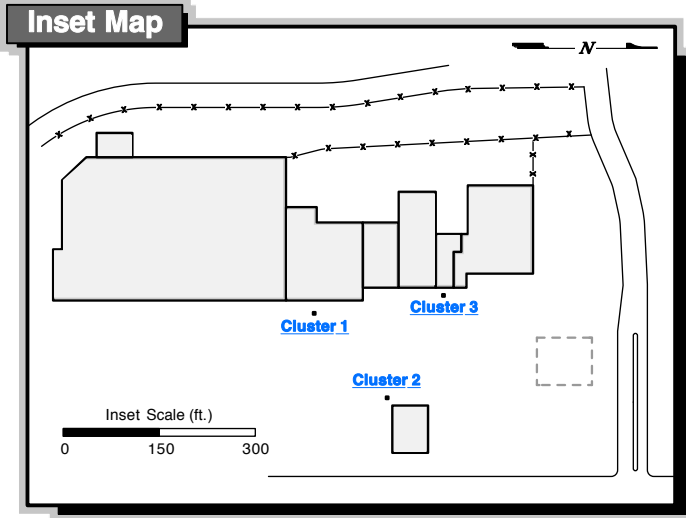 Inset Map
N
Cluster 3
Cluster 1
Cluster 2
Inset Scale (ft.)
0 150 300